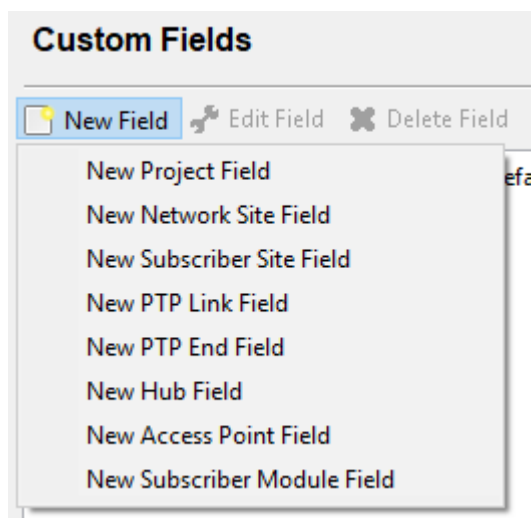 Custom Fields
New Field Edit Field Delete Field
New Project Field
New Network Site Field
New Subscriber Site Field
New PTP Link Field
New PTP End Field
New Hub Field
New Access Point Field
New Subscriber Module Field